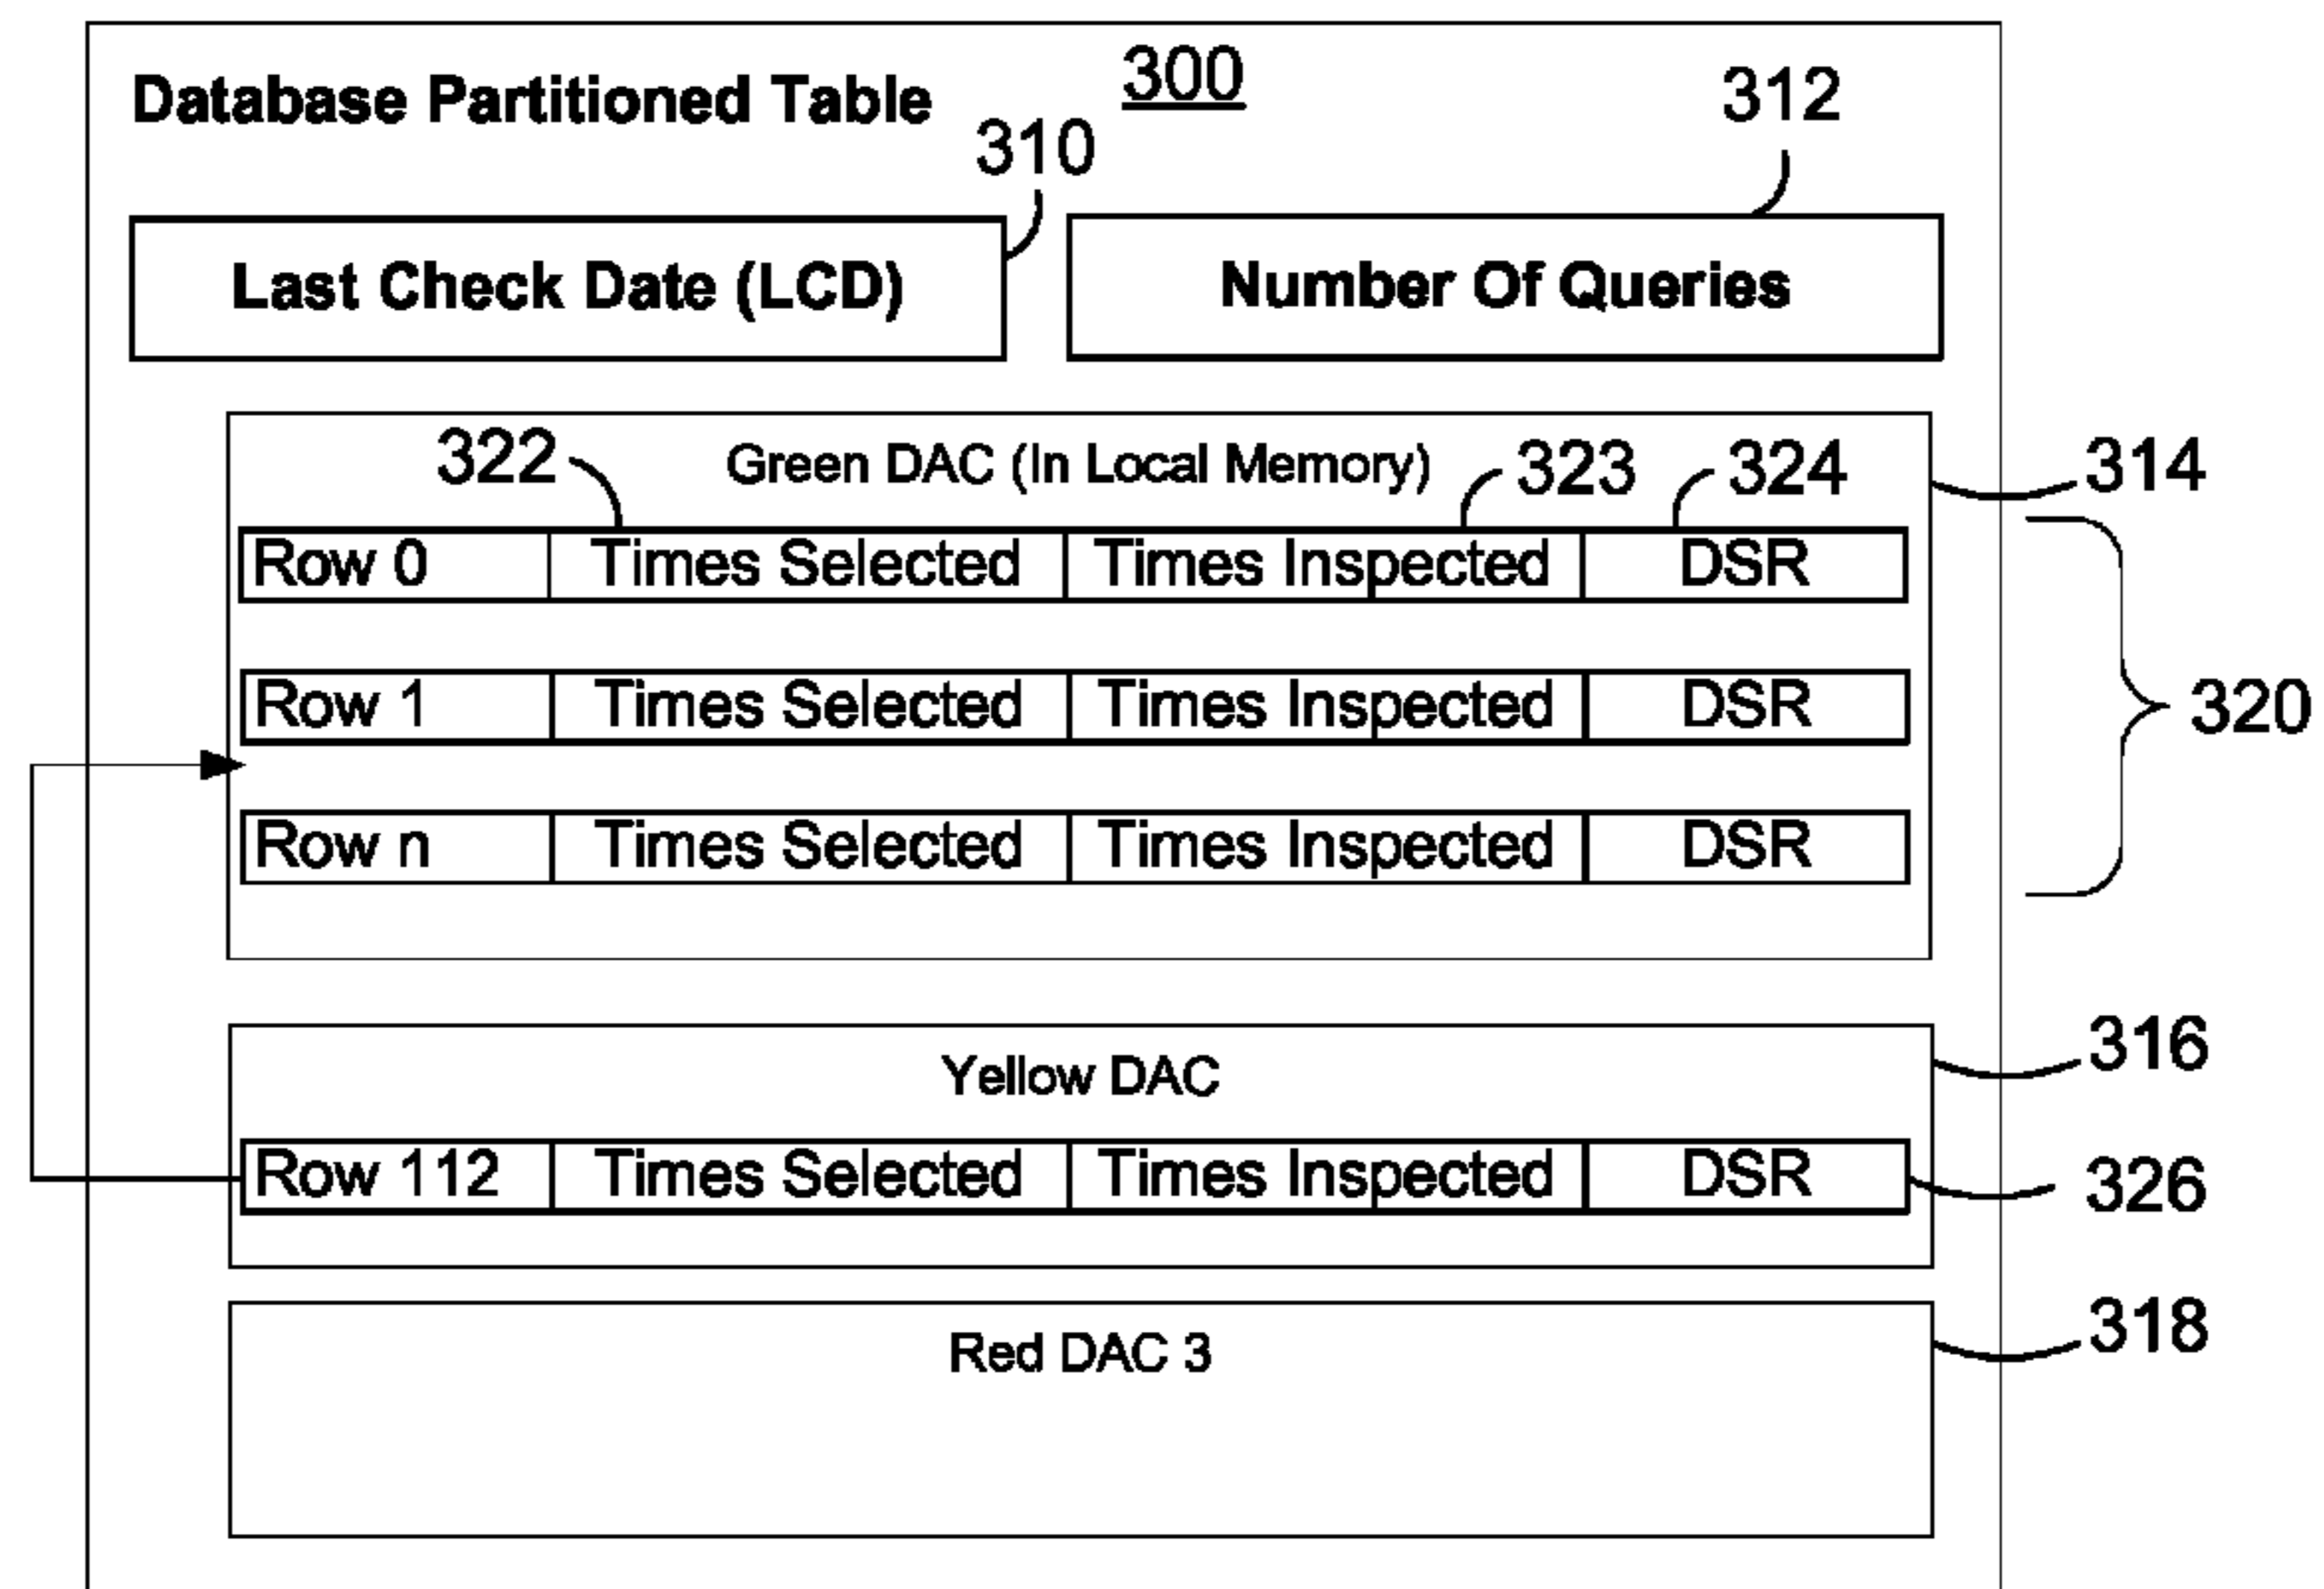 Database Partitioned Table 300
312
310
Last Check Date (LCD) Number Of Queries
322 Green DAC (In Local Memory) 323 324 314
Row 0 Times Selected Times Inspected DSR
Row 1 Times Selected Times Inspected DSR
320
Row n Times Selected Times Inspected DSR
316
Yellow DAC
Row 112 Times Selected Times Inspected DSR 326
318
Red DAC 3